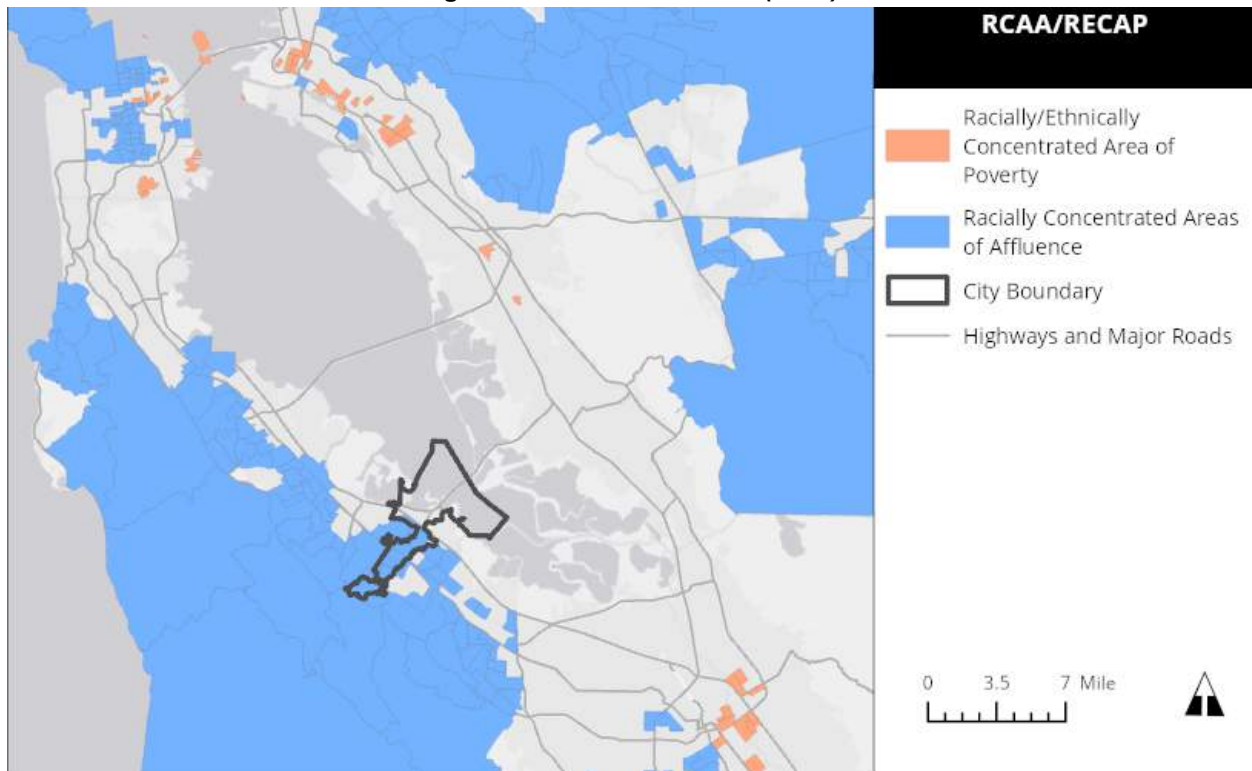 RCAA/RECAP
Racially/Ethnically
Concentrated Area of
Poverty
Racially Concentrated Areas
of Affluence
City Boundary
Highways and Major Roads
0 3.5 7 Mile